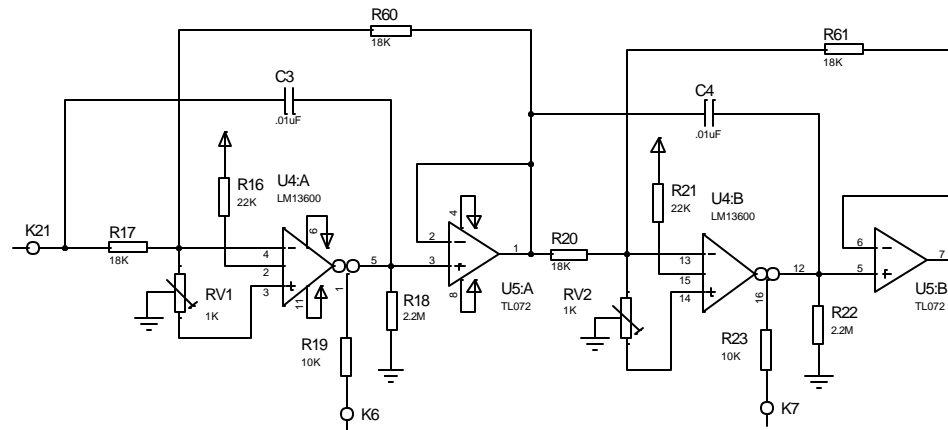 R60
18K
R61
18K
C3
.01uF
C4
.01uF
R16
22K
U4:A
LM13600
6
4
2
3
11
1
5
K21
R17
18K
RV1
1K
R19
10K
K6
R18
2.2M
4
2
3
8
1
U5:A
TL072
R20
18K
R21
22K
U4:B
LM13600
13
15
14
16
12
RV2
1K
R23
10K
K7
R22
2.2M
6
5
7
U5:B
TL072